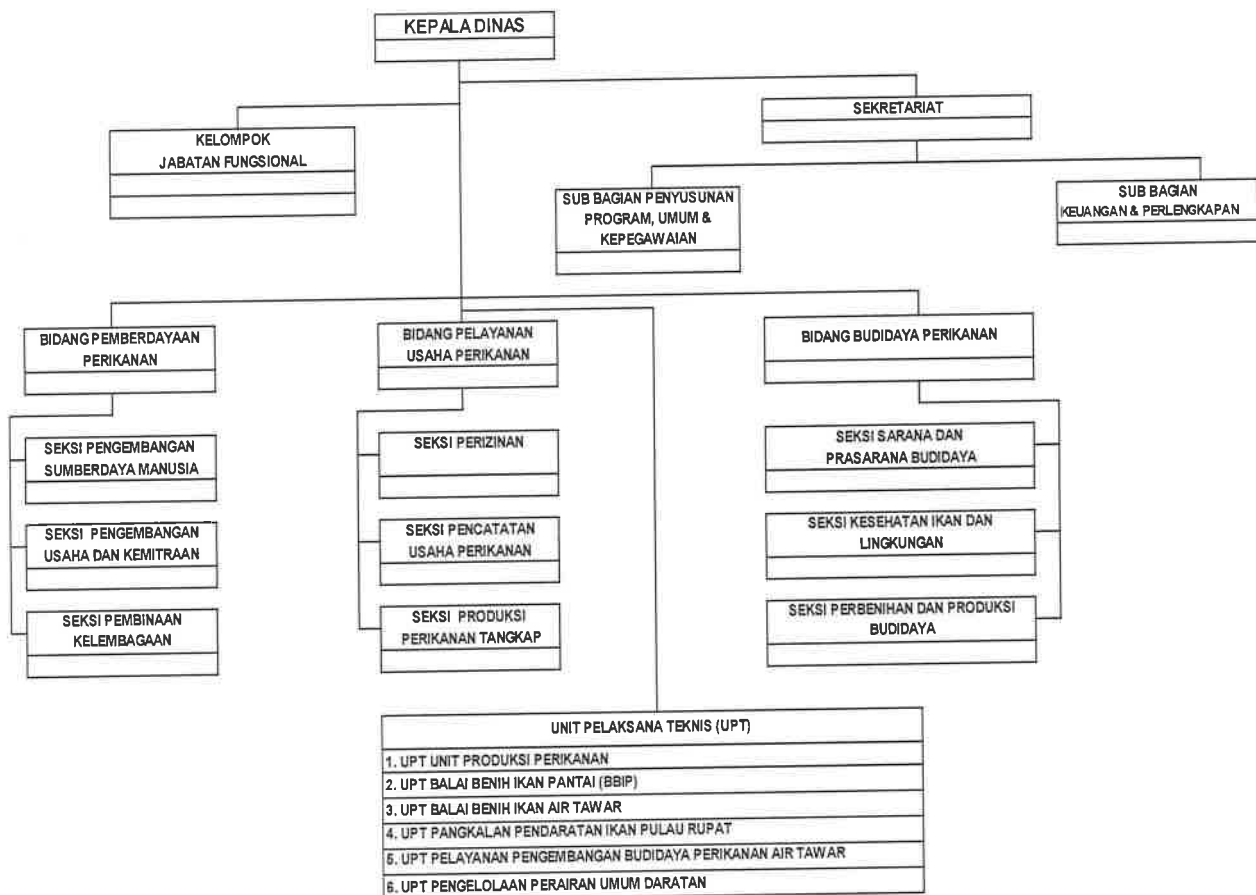 KEPALA DINAS
SEKRETARIAT
KELOMPOK
JABATAN FUNGSIONAL
SUB BAGIAN PENYUSUNAN
PROGRAM, UMUM &
KEPEGAWAIAN
SUB BAGIAN
KEUANGAN & PERLENGKAPAN
BIDANG PEMBERDAYAAN
PERIKANAN
BIDANG PELAYANAN
USAHA PERIKANAN
BIDANG BUDIDAYA PERIKANAN
SEKSI PENGEMBANGAN
SUMBERDAYA MANUSIA
SEKSI PERIZINAN
SEKSI SARANA DAN
PRASARANA BUDIDAYA
SEKSI PENGEMBANGAN
USAHA DAN KEMITRAAN
SEKSI PENCATATAN
USAHA PERIKANAN
SEKSI KESEHATAN IKAN DAN
LINGKUNGAN
SEKSI PEMBINAAN
KELEMBAGAAN
SEKSI PRODUKSI
PERIKANAN TANGKAP
SEKSI PERBENIHAN DAN PRODUKSI
BUDIDAYA
UNIT PELAKSANA TEKNIS (UPT)
1. UPT UNIT PRODUKSI PERIKANAN
2. UPT BALAI BENIH IKAN PANTAI (BBIP)
3. UPT BALAI BENIH IKAN AIR TAWAR
4. UPT PANGKALAN PENDARATAN IKAN PULAU RUPAT
5. UPT PELAYANAN PENGEMBANGAN BUDIDAYA PERIKANAN AIR TAWAR
6. UPT PENGELOLAAN PERAIRAN UMUM DARATAN